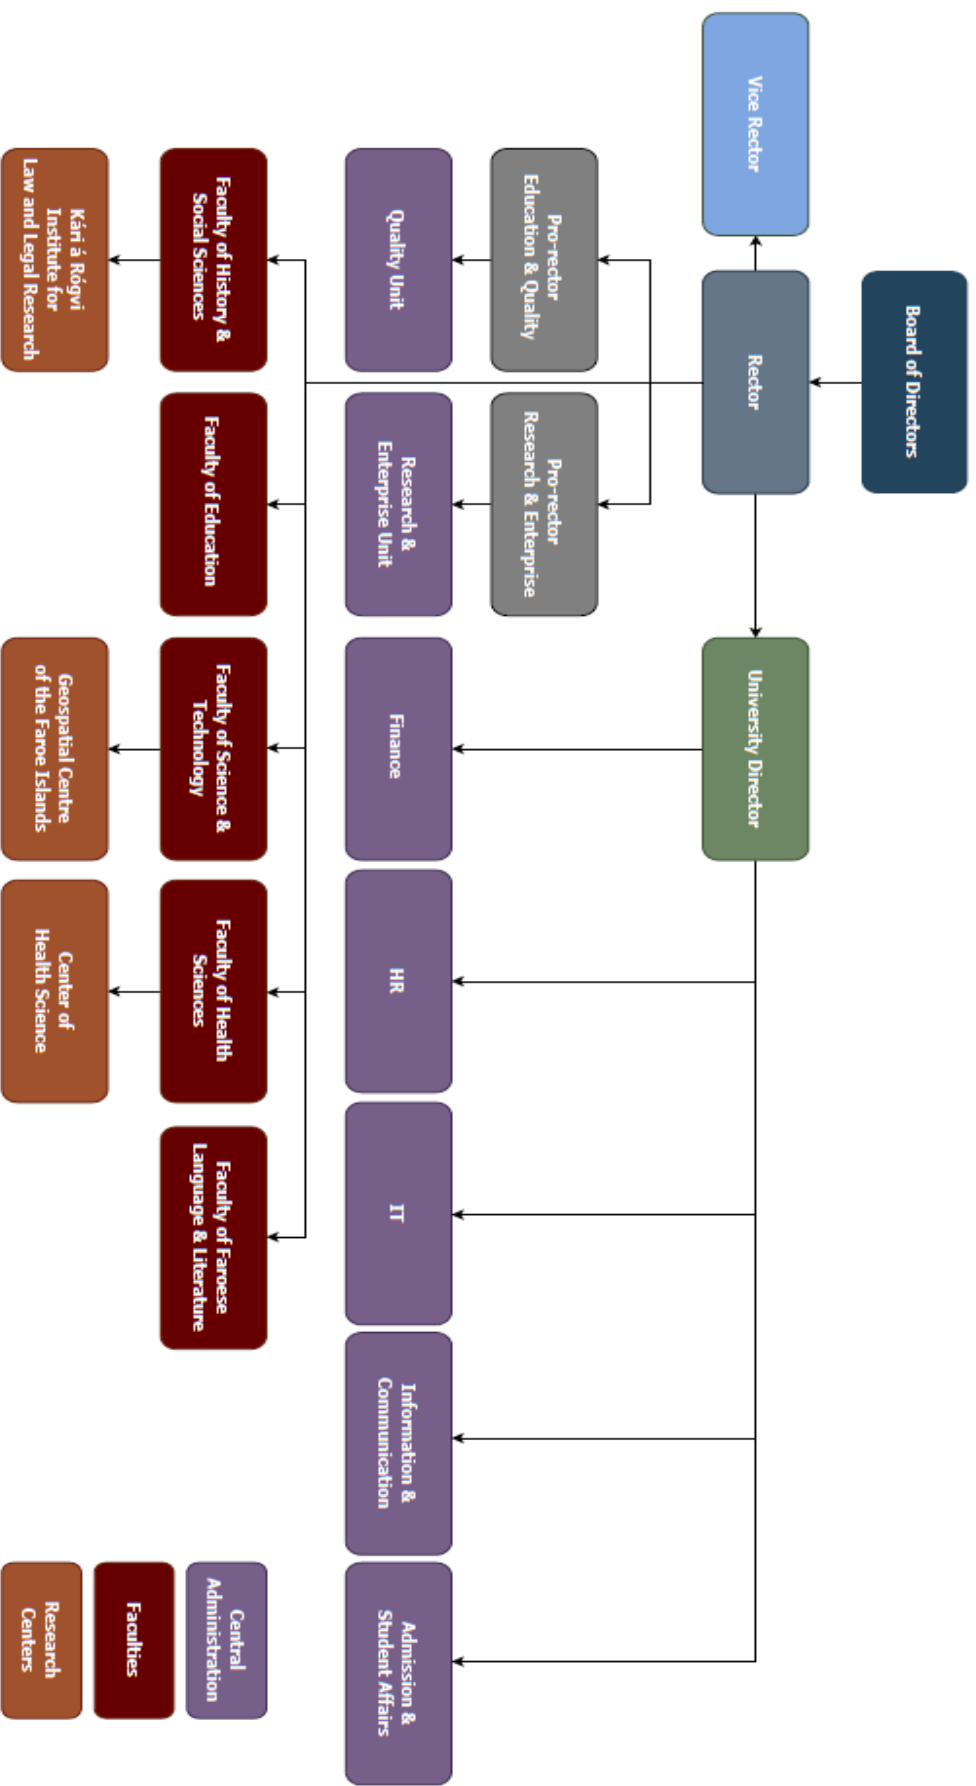 Board of Directors
Vice Rector
Rector
University Director
Pro-rector
Education & Quality
Pro-rector
Research & Enterprise
Quality Unit
Research &
Enterprise Unit
Finance
HR
IT
Information &
Communication
Admission &
Student Affairs
Faculty of History &
Social Sciences
Faculty of Education
Faculty of Science &
Technology
Faculty of Health
Sciences
Faculty of Faroese
Language & Literature
Kári á Rógvi
Institute for
Law and Legal Research
Geospatial Centre
of the Faroe Islands
Center of
Health Science
Central
Administration
Faculties
Research
Centers